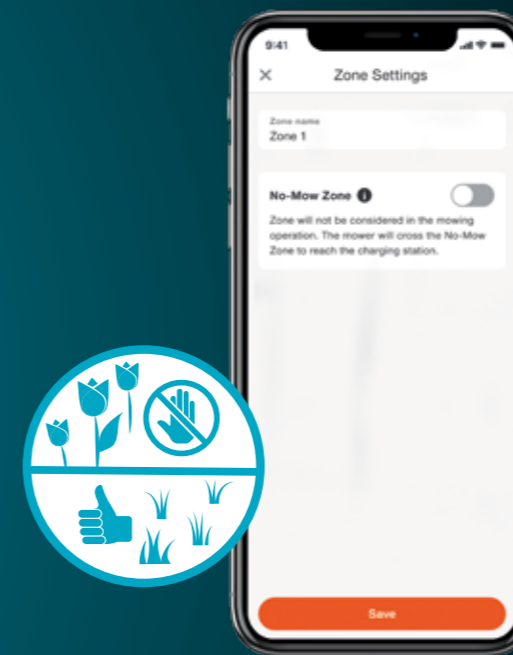 9:41
Zone Settings
Zone name
Zone 1
No-Mow Zone
Zone will not be considered in the mowing
operation. The mower will cross the No-Mow
Zone to reach the charging station.
Save